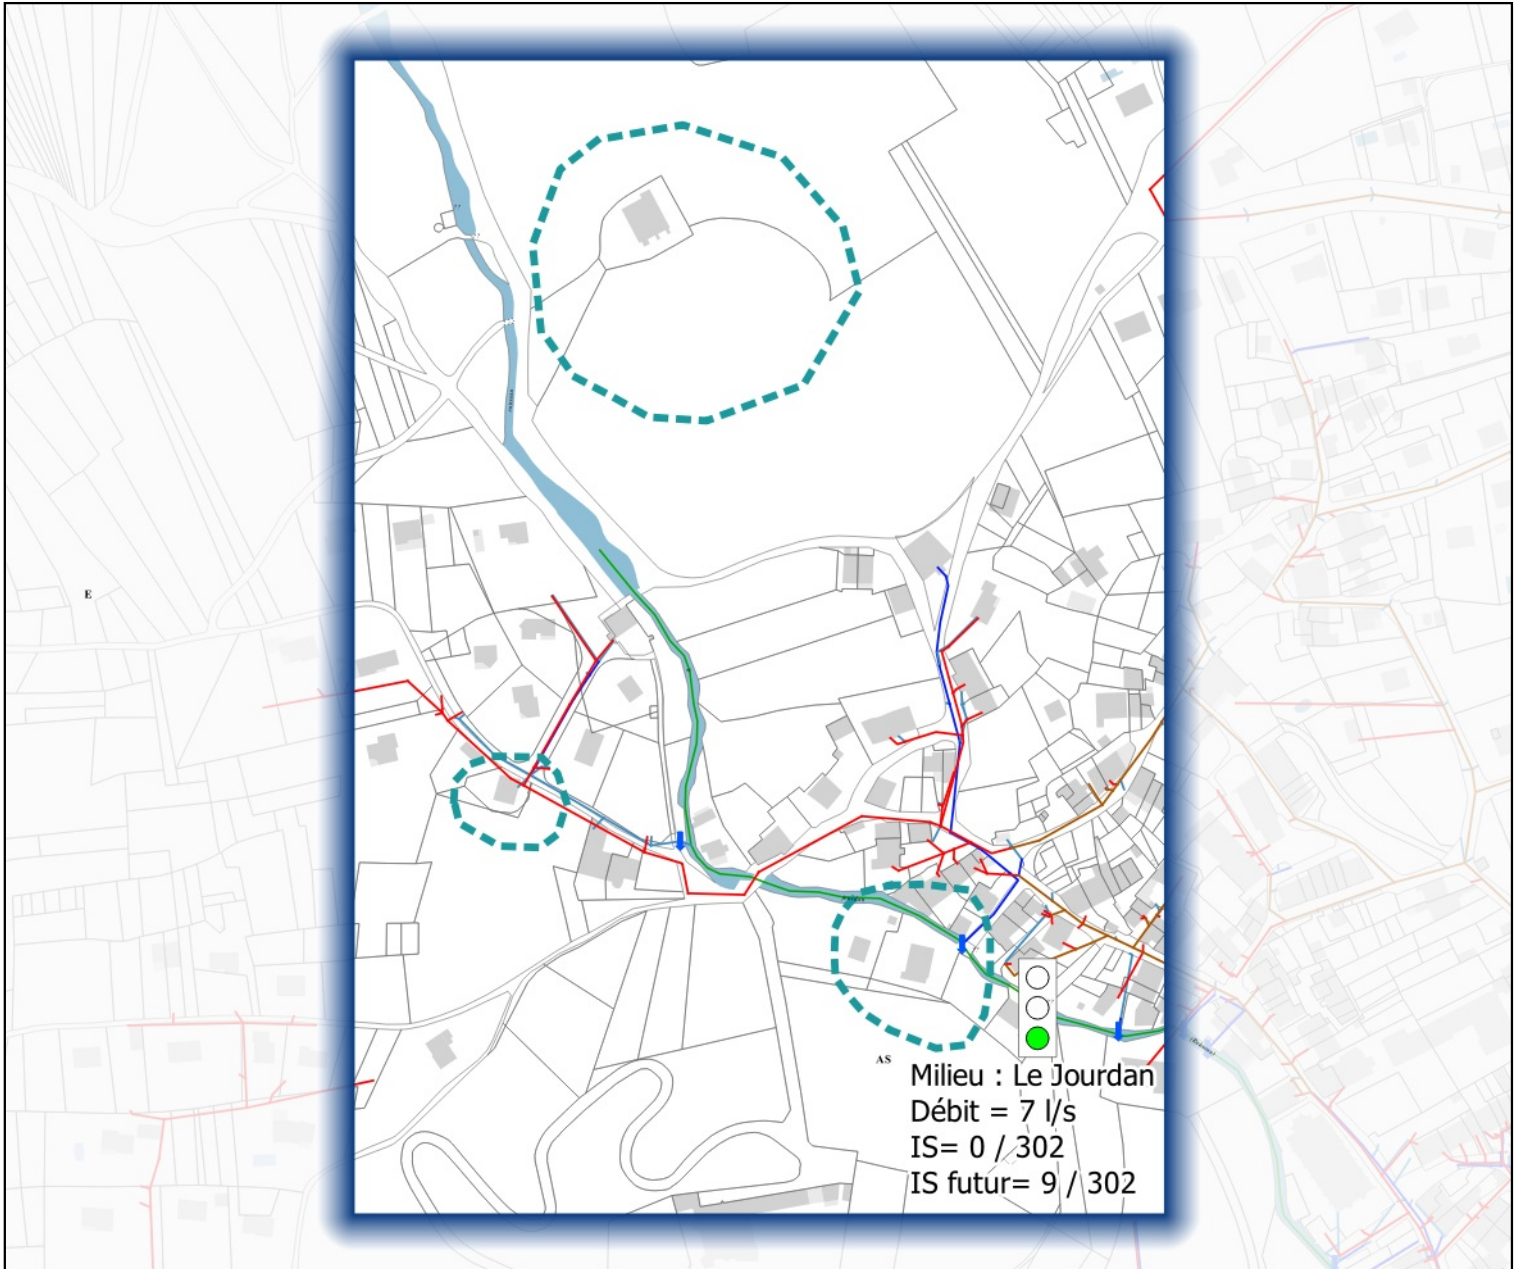 E
AS
Milieu : Le Jourdan
Débit = 7 l/s
IS= 0 / 302
IS futur= 9 / 302